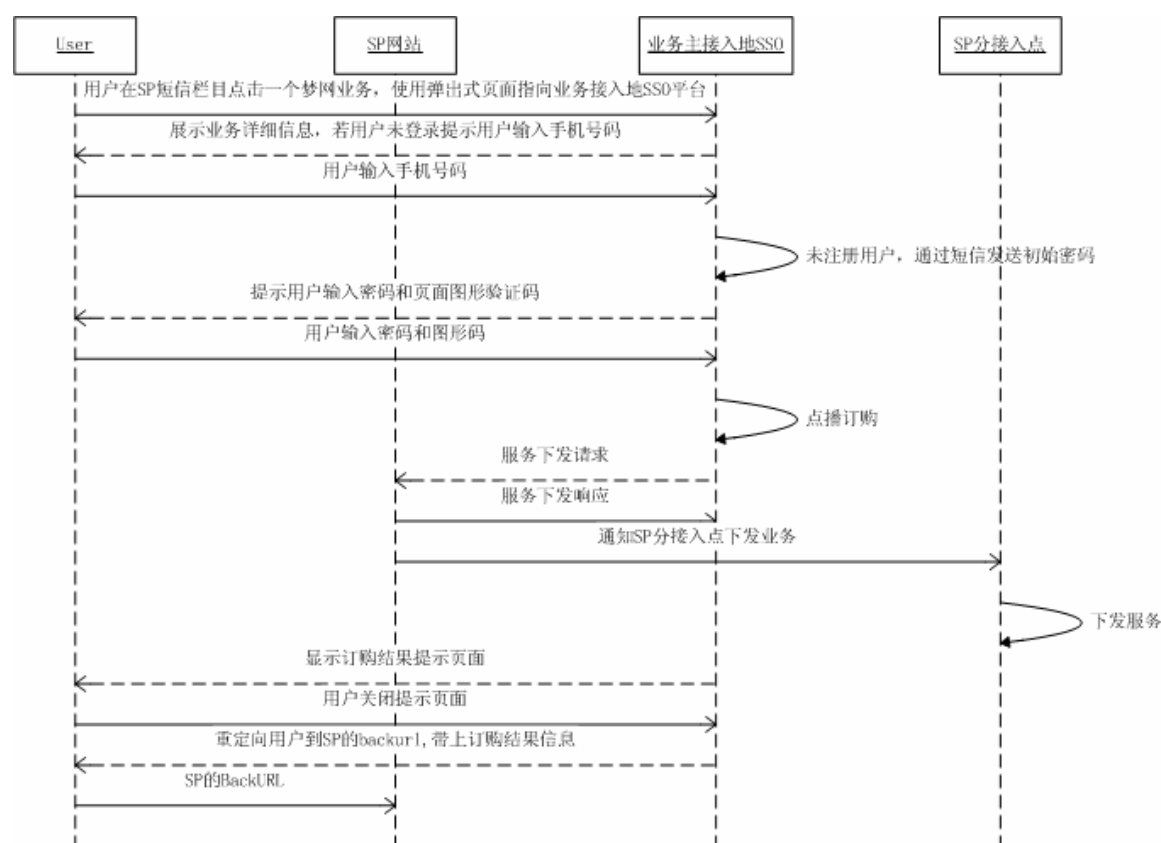 User
SP网站
业务主接入地SSO
SP分接入点
用户在SP短信栏目点击一个梦网业务，使用弹出式页面指向业务接入地SSO平台
展示业务详细信息，若用户未登录提示用户输入手机号码
用户输入手机号码
未注册用户，通过短信发送初始密码
提示用户输入密码和页面图形验证码
用户输入密码和图形码
点播订购
服务下发请求
服务下发响应
通知SP分接入点下发业务
下发服务
显示订购结果提示页面
用户关闭提示页面
重定向用户到SP的backurl,带上订购结果信息
SP的BackURL